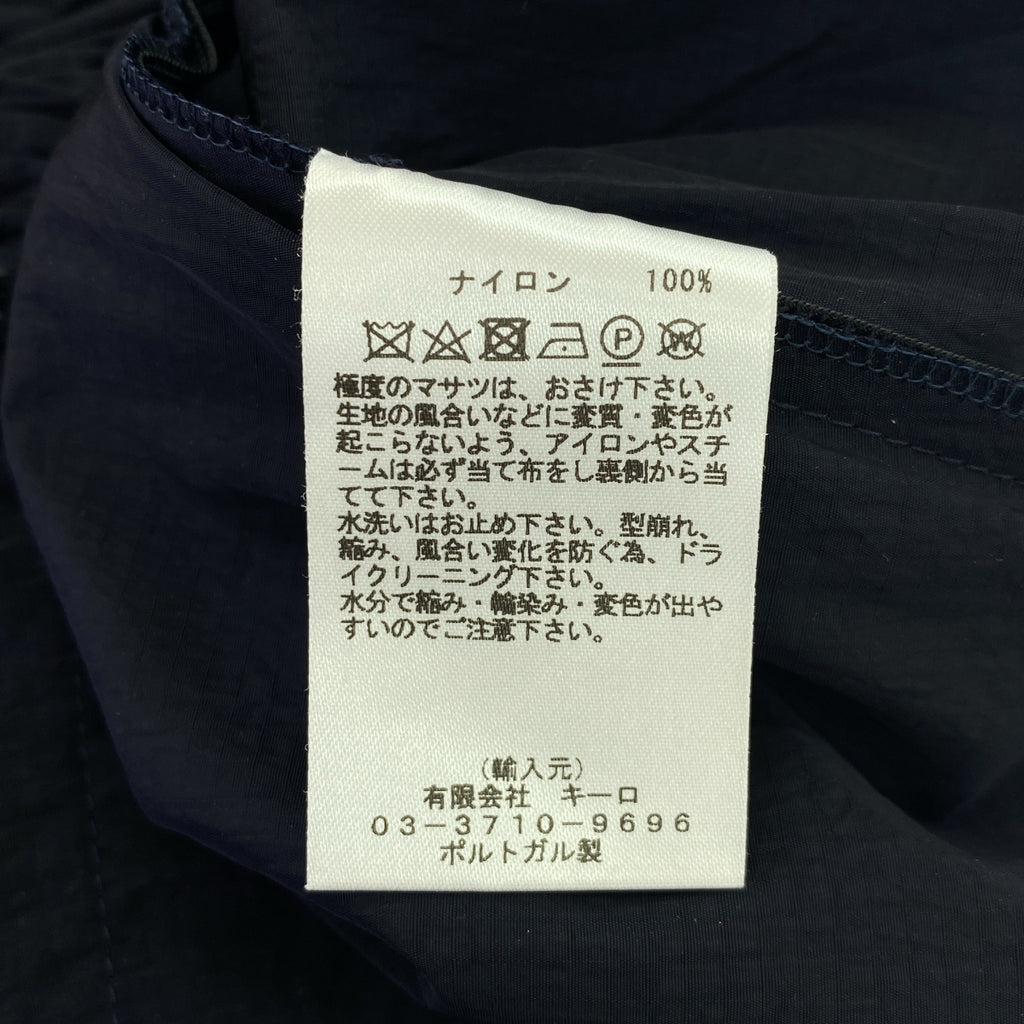 ナイロン 100%
P W
極度のマサツは、おさけ下さい。
生地の風合いなどに変質・変色が
起こらないよう、アイロンやスチ
ームは必ず当て布をし裏側から当
てて下さい。
水洗いはお止め下さい。型崩れ、
縮み、風合い変化を防ぐ為、ドラ
イクリーニング下さい。
水分で縮み・輪染み・変色が出や
すいのでご注意下さい。
(輸入元)
有限会社 キーロ
03-3710-9696
ポルトガル製